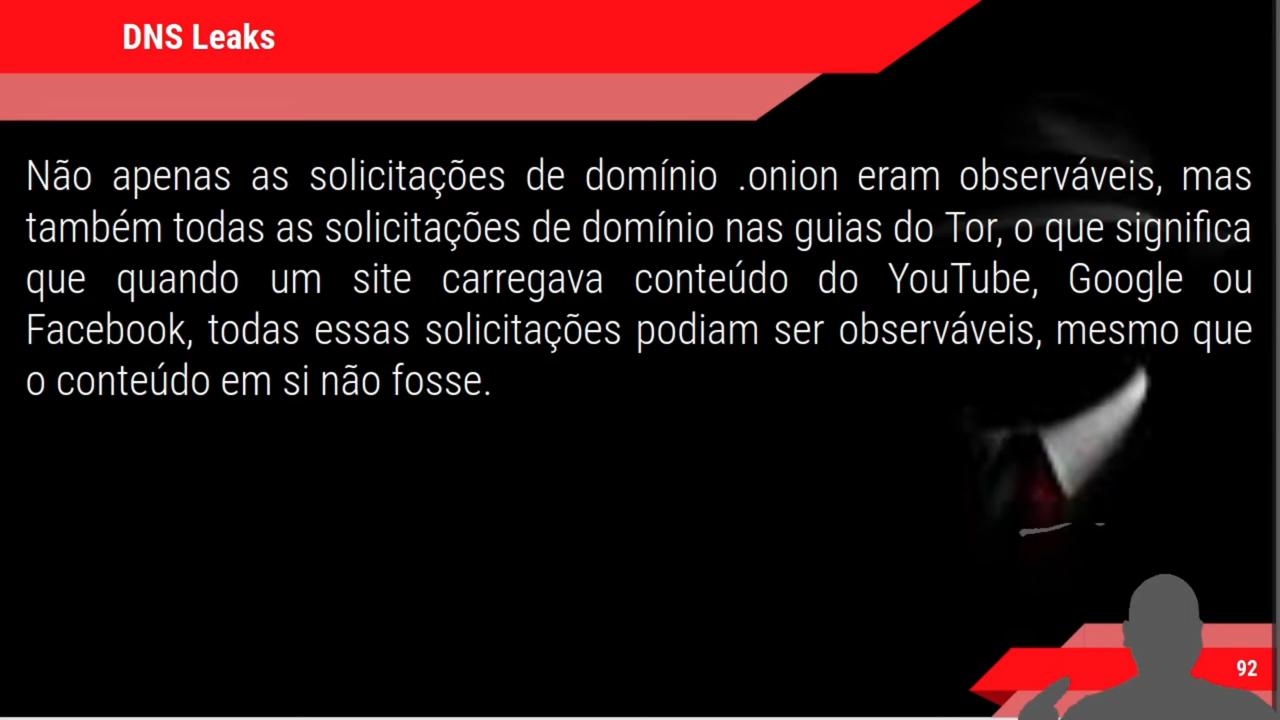 DNS Leaks
Não apenas as solicitações de domínio .onion eram observáveis, mas
também todas as solicitações de domínio nas guias do Tor, o que significa
que quando um site carregava conteúdo do YouTube, Google ou
Facebook, todas essas solicitações podiam ser observáveis, mesmo que
o conteúdo em si não fosse.
92